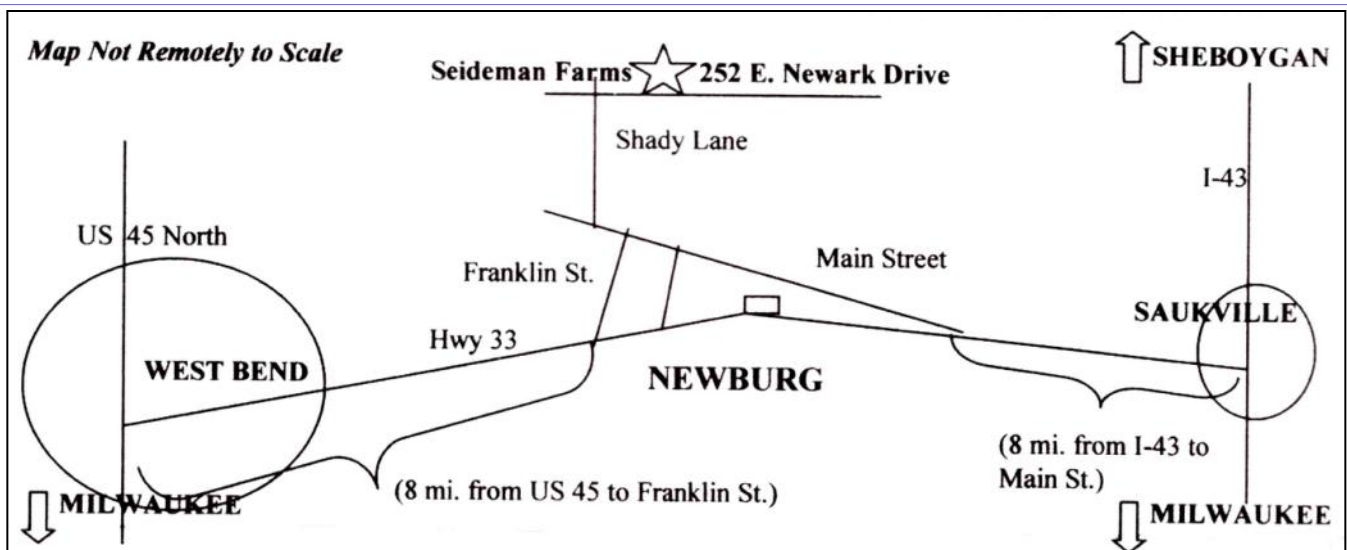 Map Not Remotely to Scale
Seideman Farms 252 E. Newark Drive
SHEBOYGAN
Shady Lane
I-43
US 45 North
Franklin St.
Main Street
SAUKVILLE
Hwy 33
WEST BEND
NEWBURG
(8 mi. from I-43 to
Main St.)
(8 mi. from US 45 to Franklin St.)
MILWAUKEE
MILWAUKEE